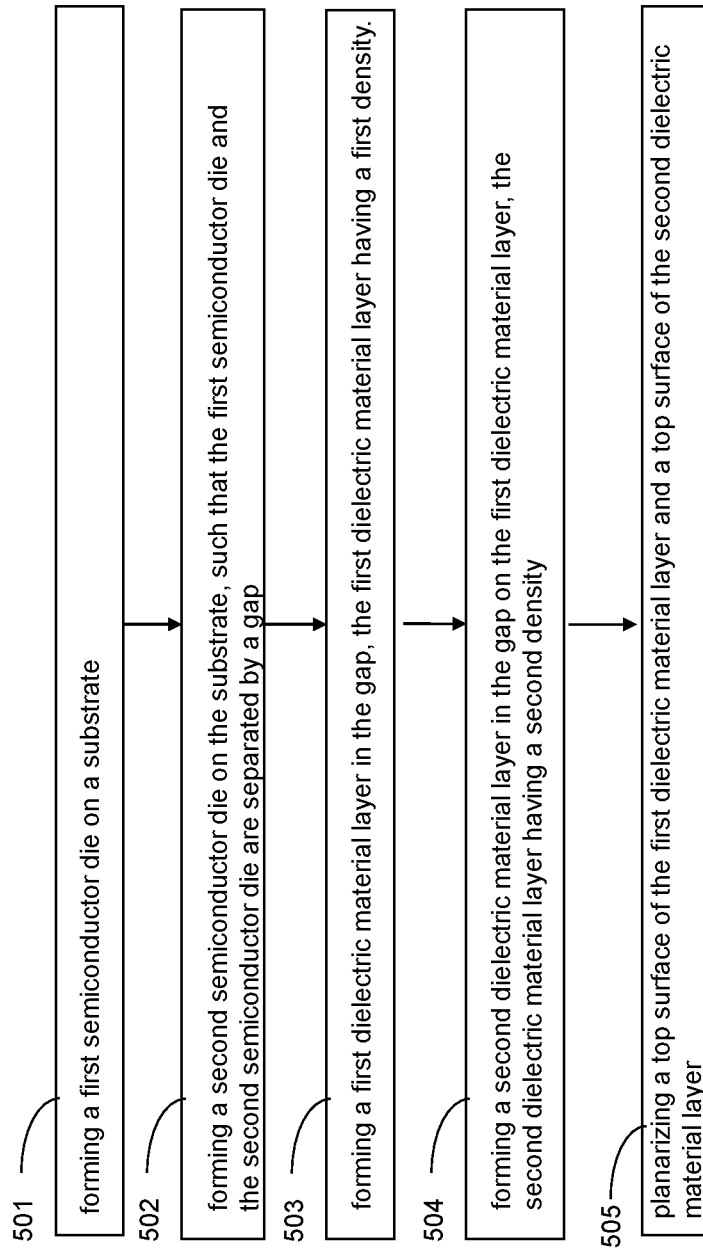 501
forming a first semiconductor die on a substrate
502
forming a second semiconductor die on the substrate, such that the first semiconductor die and
the second semiconductor die are separated by a gap
503
forming a first dielectric material layer in the gap, the first dielectric material layer having a first density.
504
forming a second dielectric material layer in the gap on the first dielectric material layer, the
second dielectric material layer having a second density
505
planarizing a top surface of the first dielectric material layer and a top surface of the second dielectric
material layer